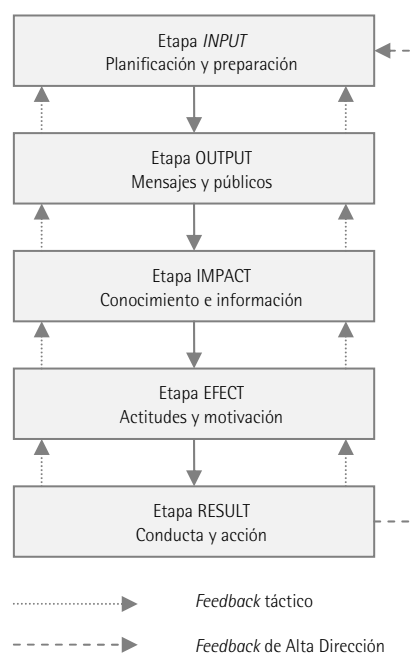 Etapa INPUT
Planificación y preparación
Etapa OUTPUT
Mensajes y públicos
Etapa IMPACT
Conocimiento e información
Etapa EFECT
Actitudes y motivación
Etapa RESULT
Conducta y acción
Feedback táctico
Feedback de Alta Dirección